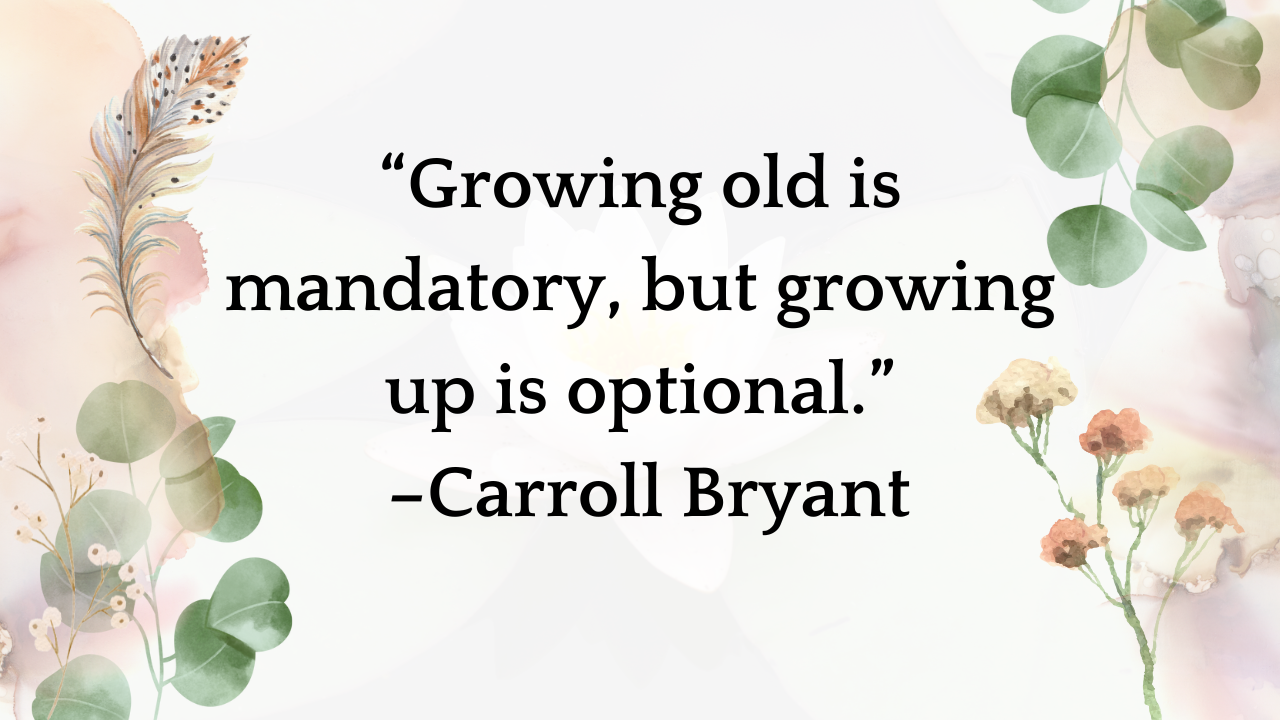 “Growing old is
mandatory, but growing
up is optional.”
–Carroll Bryant